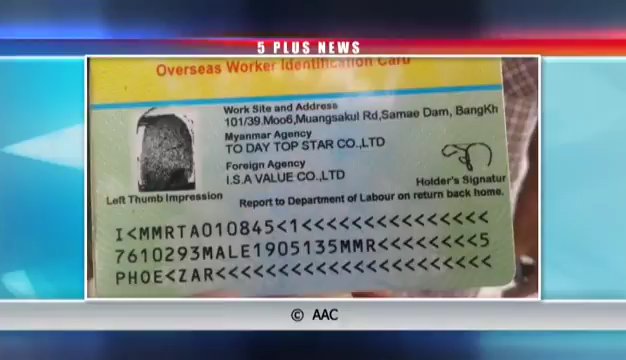 5 PLUS NEWS
Overseas Worker Identification Card
Work Site and Address
101/39.Moo6,Muangsakul Rd,Samae Dam, BangKh
Myanmar Agency
TO DAY TOP STAR CO.,LTD
Foreign Agency
I.S.A VALUE CO.,LTD
Left Thumb Impression
Holder's Signatur
Report to Department of Labour on return back home.
I<MMRTA010845<1<<<<<<<<<<<<<<<
7610293MALE1905135MMR<<<<<<<<5
PHOE<ZAR<<<<<<<<<<<<<<<<<<<<<<
© AAC